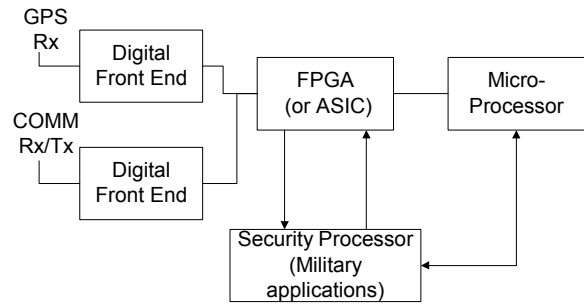 GPS
Rx
Digital
Front End
FPGA
(or ASIC)
Micro-
Processor
COMM
Rx/Tx
Digital
Front End
Security Processor
(Military
applications)